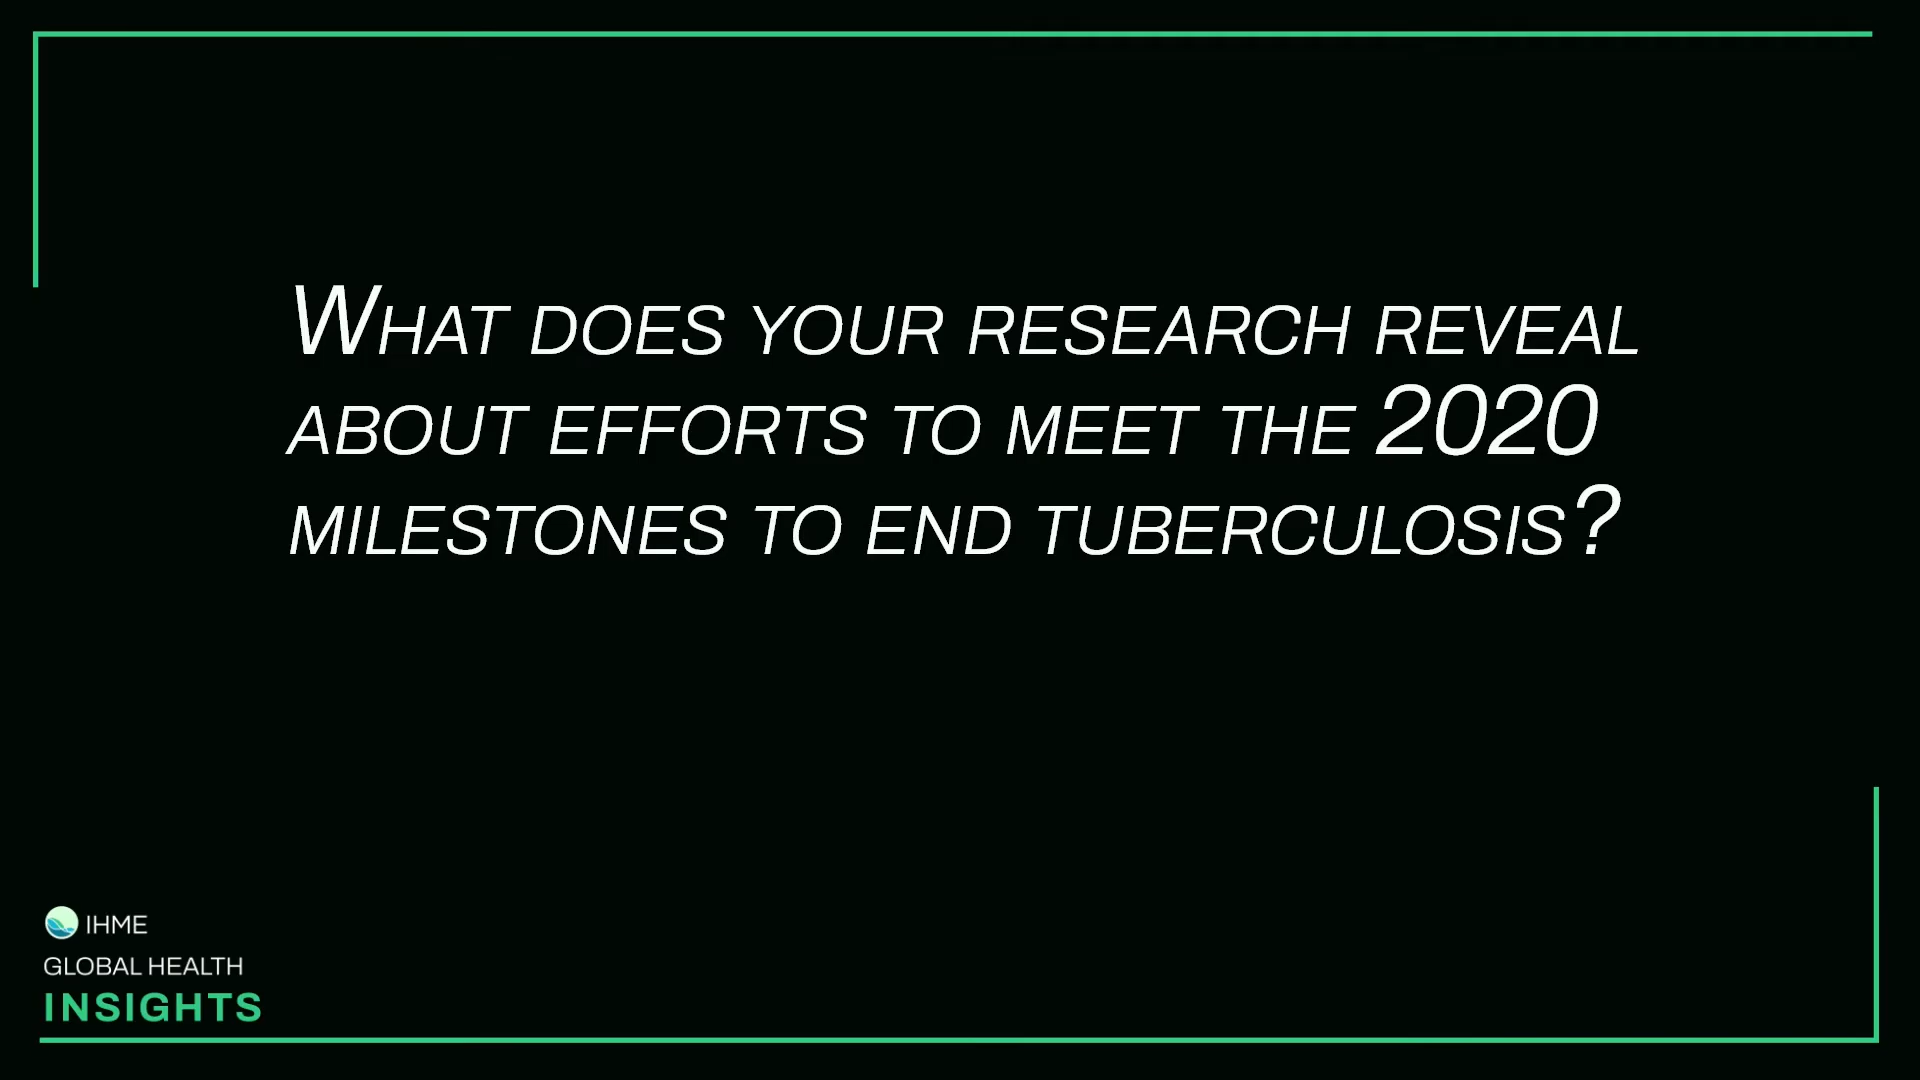 What does your research reveal
about efforts to meet the 2020
milestones to end tuberculosis?
IHME
GLOBAL HEALTH
INSIGHTS